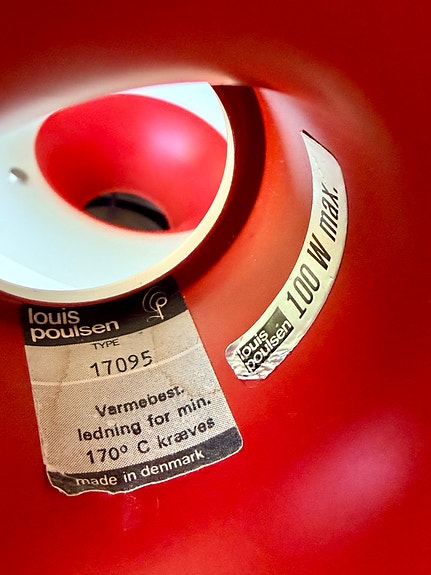 louis
poulsen
TYPE
17095
Varmebest.
ledning for min.
170° C kræves
made in denmark
louis
poulsen
100 W max.